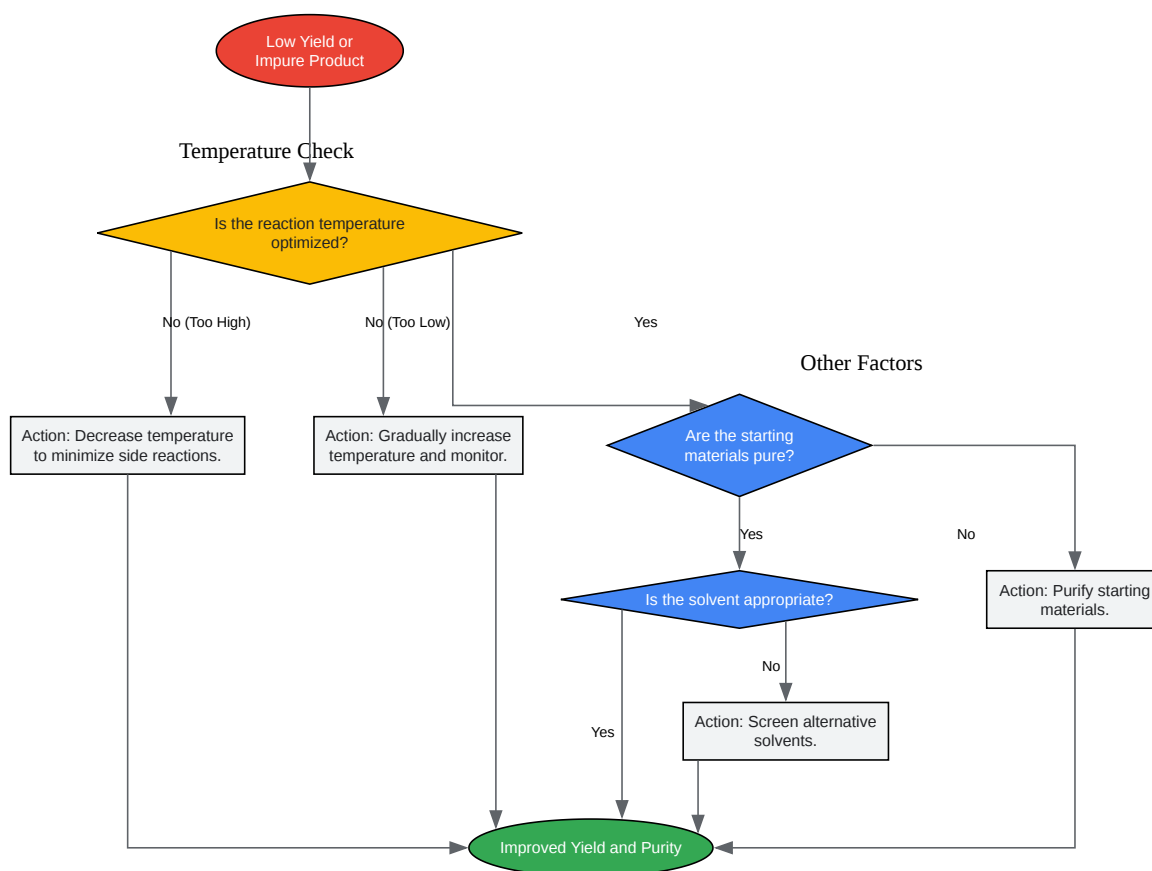 Low Yield or
Impure Product
Temperature Check
Is the reaction temperature
optimized?
No (Too High)
No (Too Low)
Yes
Other Factors
Action: Decrease temperature
to minimize side reactions.
Action: Gradually increase
temperature and monitor.
Are the starting
materials pure?
Yes
No
Is the solvent appropriate?
Action: Purify starting
materials.
No
Yes
Action: Screen alternative
solvents.
Improved Yield and Purity